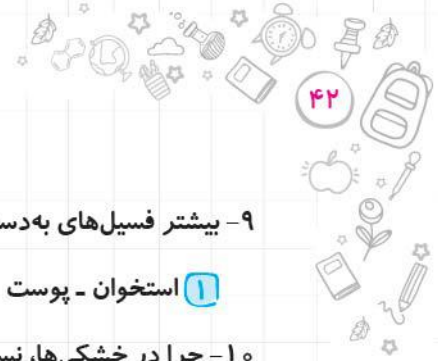 ۴۲
۹- بیشتر فسیل‌های به‌دس
۱ استخوان - پوست
۱۰- چرا در خشکی‌ها، نس